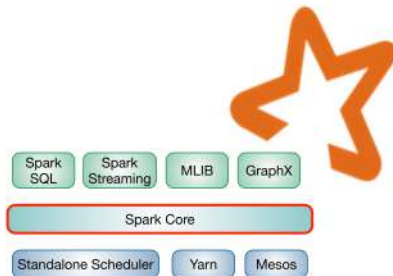 Spark
SQL
Spark
Streaming
MLIB
GraphX
Spark Core
Standalone Scheduler
Yarn
Mesos